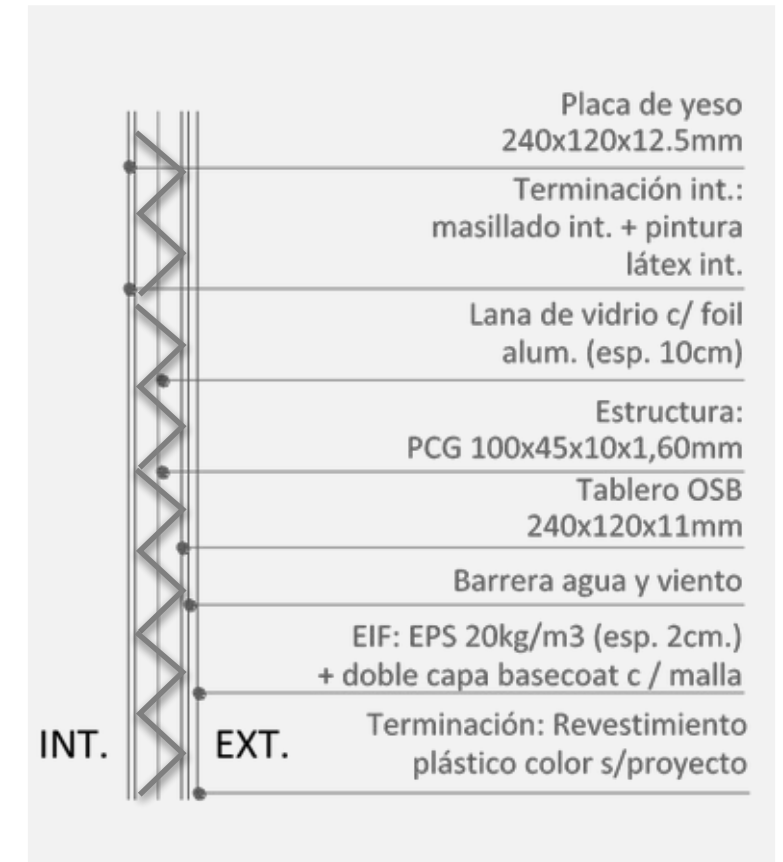 Placa de yeso
240x120x12.5mm
Terminación int.:
masillado int. + pintura
látex int.
Lana de vidrio c/ foil
alum. (esp. 10cm)
Estructura:
PCG 100x45x10x1,60mm
Tablero OSB
240x120x11mm
Barrera agua y viento
EIF: EPS 20kg/m3 (esp. 2cm.)
+ doble capa basecoat c / malla
INT.
EXT.
Terminación: Revestimiento
plástico color s/proyecto